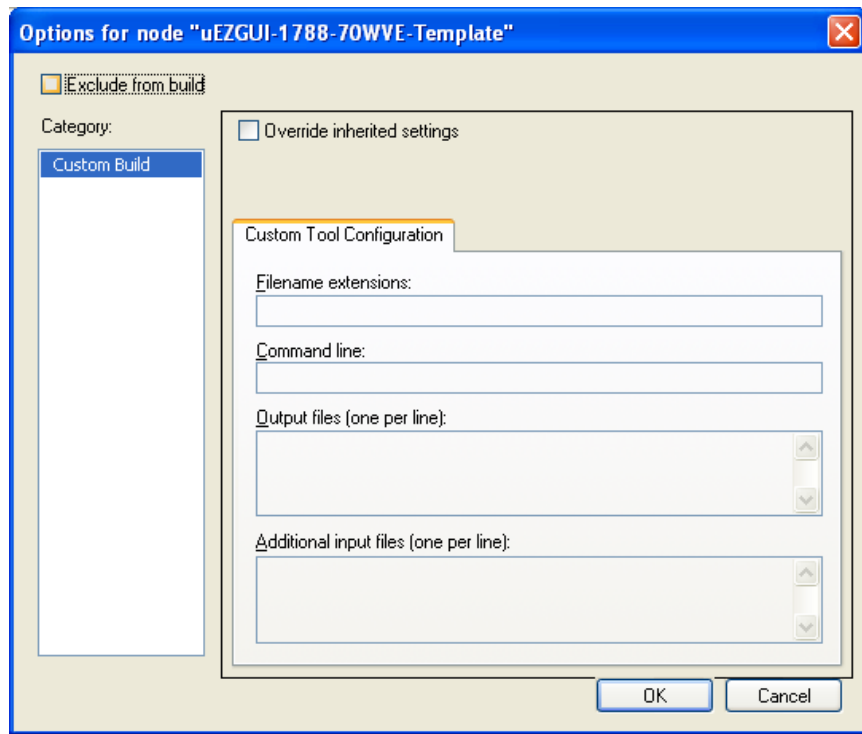 Options for node "uEZGUI-1788-70WVE-Template"
Exclude from build
Category:
Custom Build
Override inherited settings
Custom Tool Configuration
Filename extensions:
Command line:
Output files (one per line):
Additional input files (one per line):
OK
Cancel